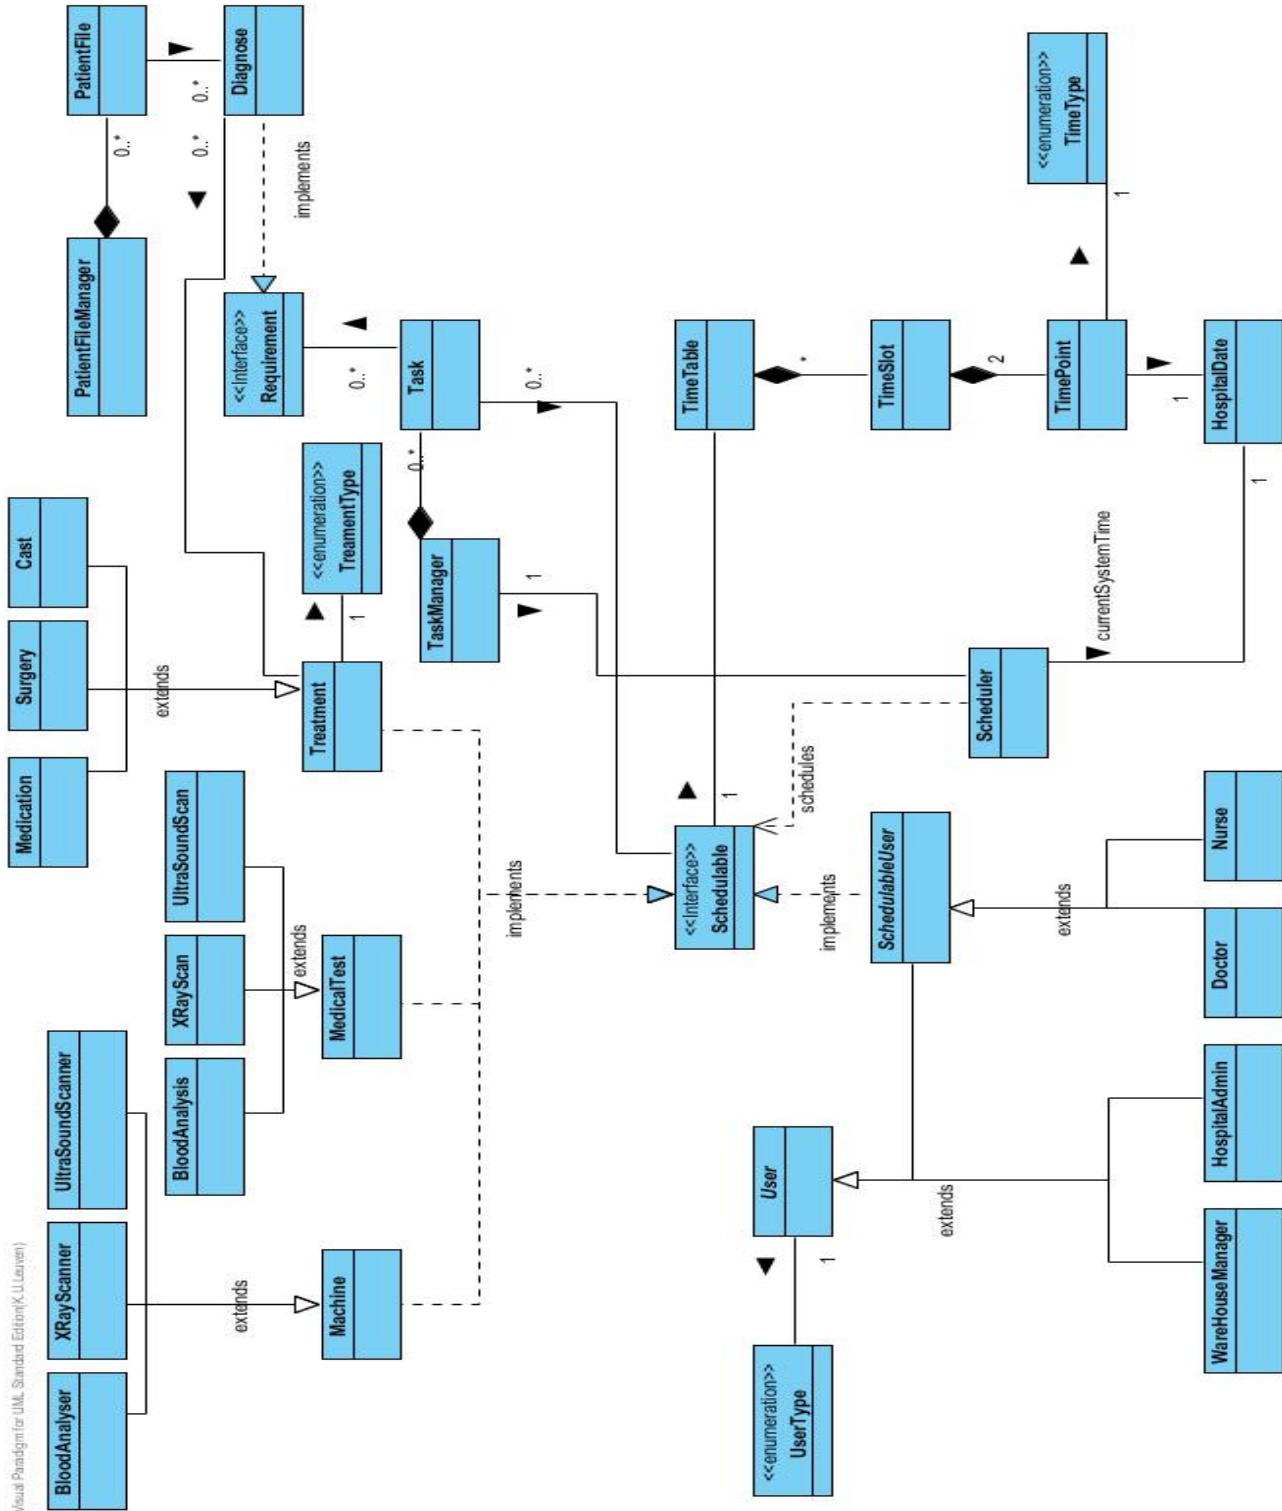 Visual Paradigm for UML Standard Edition(K.U.Leuven)
Medication
Surgery
Cast
BloodAnalyser
XRayScanner
UltraSoundScanner
PatientFileManager
PatientFile
0..*
extends
BloodAnalysis
XRayScan
UltraSoundScan
0..*
0..*
extends
extends
<<Interface>>
Requirement
Diagnose
implements
Machine
MedicalTest
Treatment
1
<<enumeration>>
TreamentType
0..*
Task
0..*
TaskManager
0..*
1
implements
<<Interface>>
Schedulable
1
TimeTable
*
User
<<enumeration>>
UserType
1
implements
schedules
SchedulableUser
TimeSlot
2
extends
Scheduler
extends
TimePoint
<<enumeration>>
TimeType
1
currentSystemTime
1
WareHouseManager
HospitalAdmin
Doctor
Nurse
HospitalDate
1